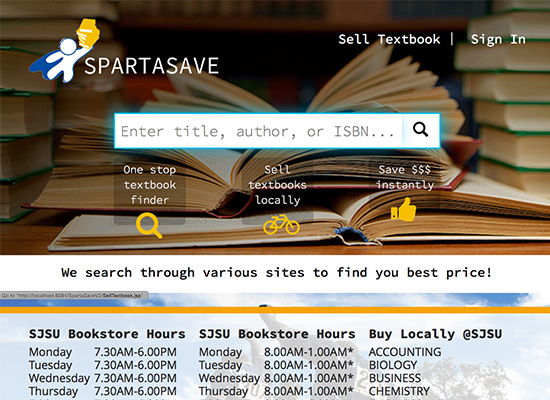 Sell Textbook | Sign In
SPARTASAVE
Enter title, author, or ISBN...
One stop
textbook
finder
Sell
textbooks
locally
Save $$$
instantly
We search through various sites to find you best price!
Go to "http://localhost:8084/SpartaSaveV2/SellTextbook.jsp"
SJSU Bookstore Hours
Monday 7.30AM-6.00PM
Tuesday 7.30AM-6.00PM
Wednesday 7.30AM-6.00PM
Thursday 7.30AM-6.00PM
SJSU Bookstore Hours
Monday 8.00AM-1.00AM*
Tuesday 8.00AM-1.00AM*
Wednesday 8.00AM-1.00AM*
Thursday 8.00AM-1.00AM*
Buy Locally @SJSU
ACCOUNTING
BIOLOGY
BUSINESS
CHEMISTRY